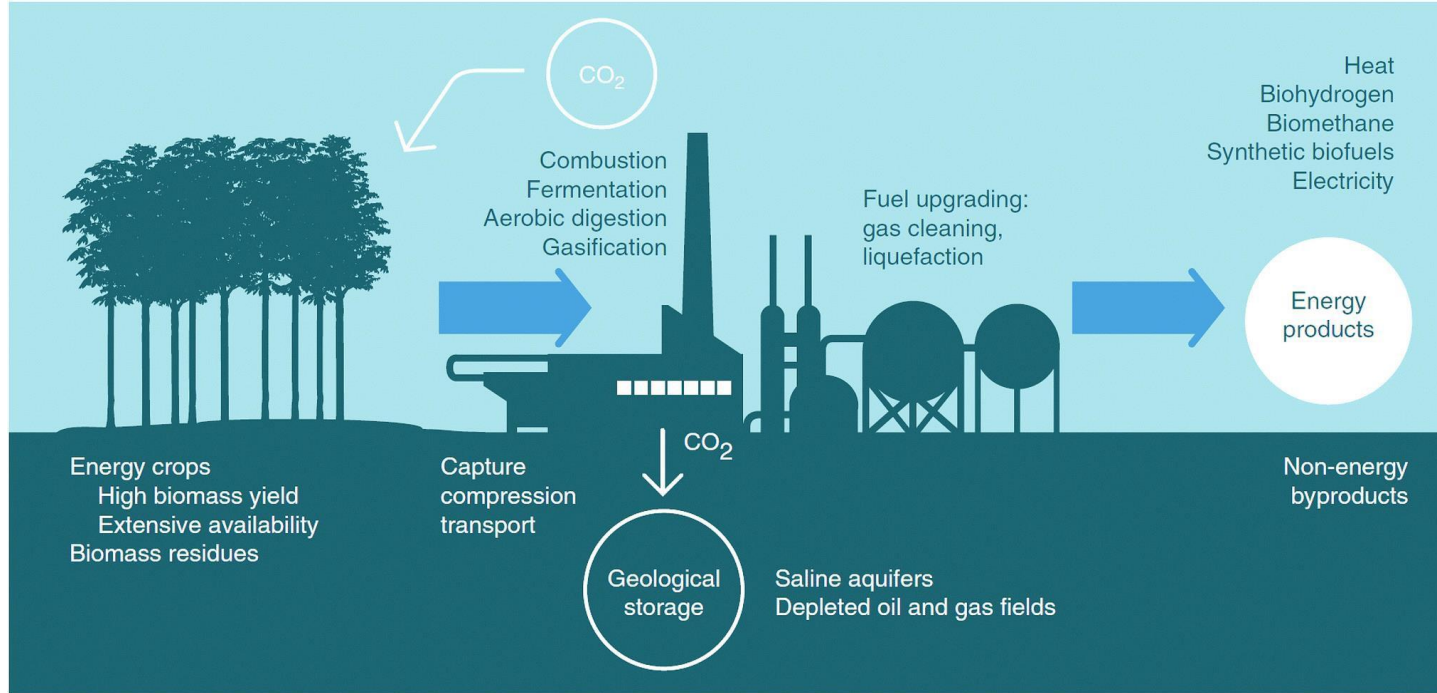 CO2
Combustion
Fermentation
Aerobic digestion
Gasification
Fuel upgrading:
gas cleaning,
liquefaction
Heat
Biohydrogen
Biomethane
Synthetic biofuels
Electricity
Energy
products
Energy crops
High biomass yield
Extensive availability
Biomass residues
Capture
compression
transport
CO2
Geological
storage
Saline aquifers
Depleted oil and gas fields
Non-energy
byproducts